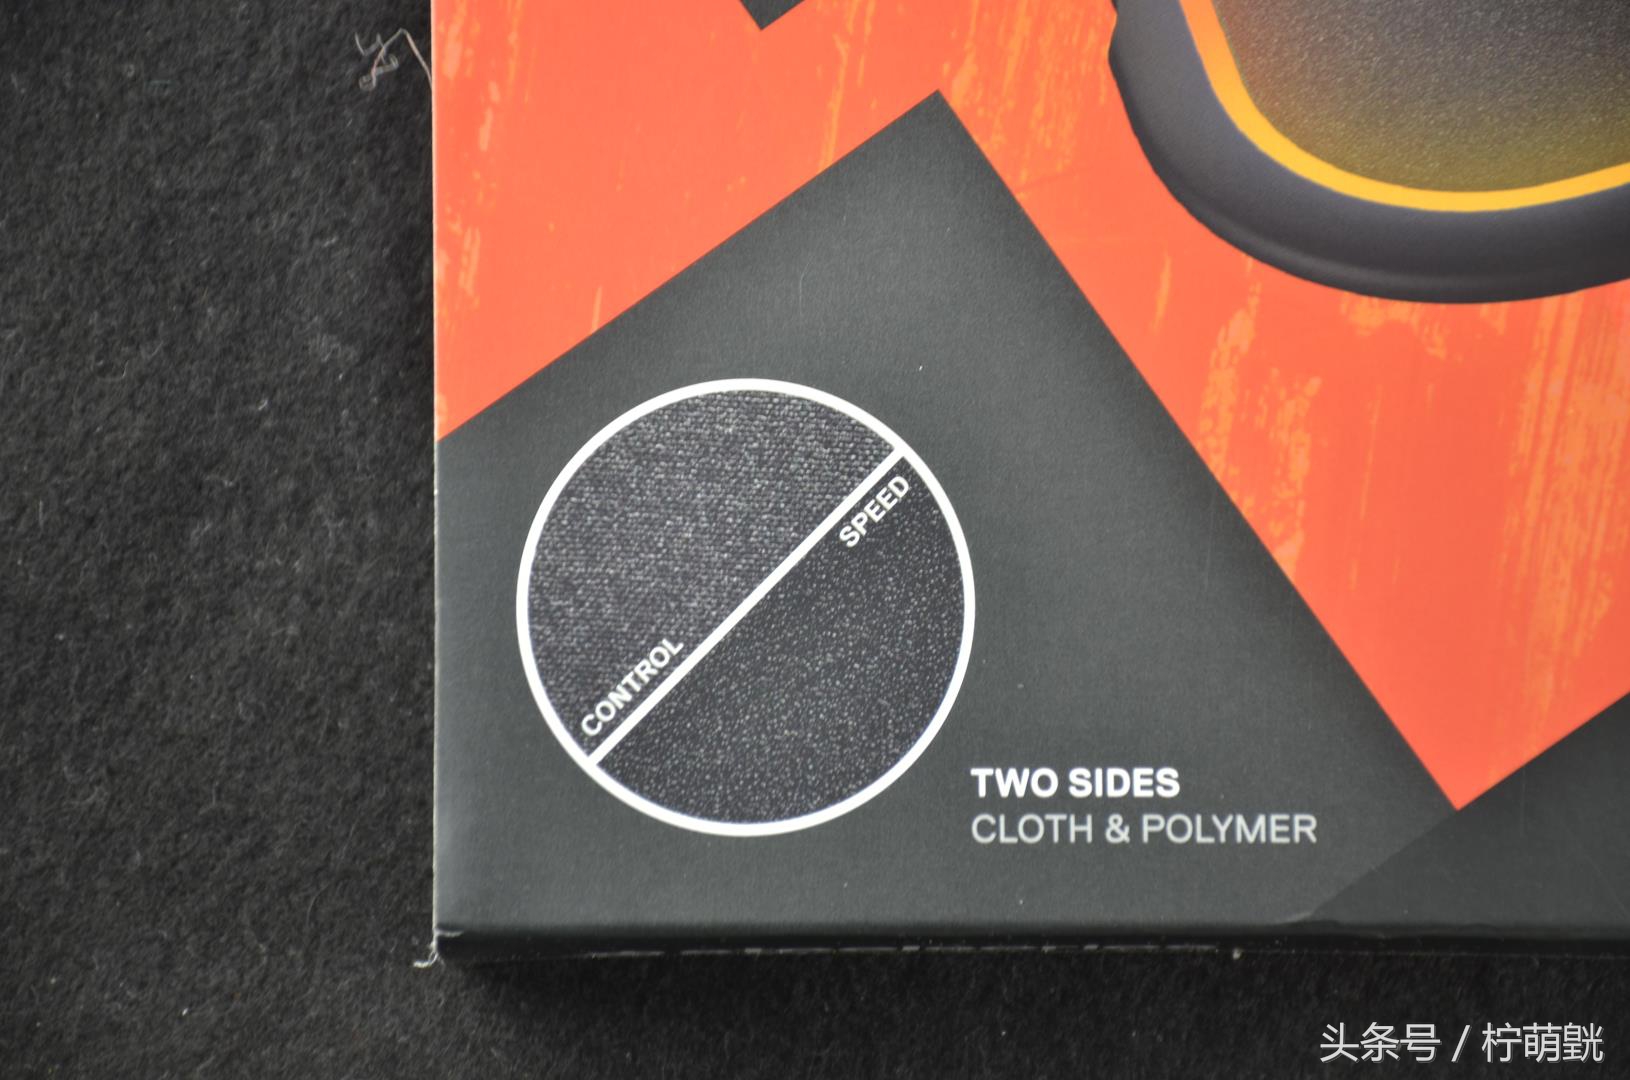 SPEED
CONTROL
TWO SIDES
CLOTH & POLYMER
头条号 / 柠萌觥